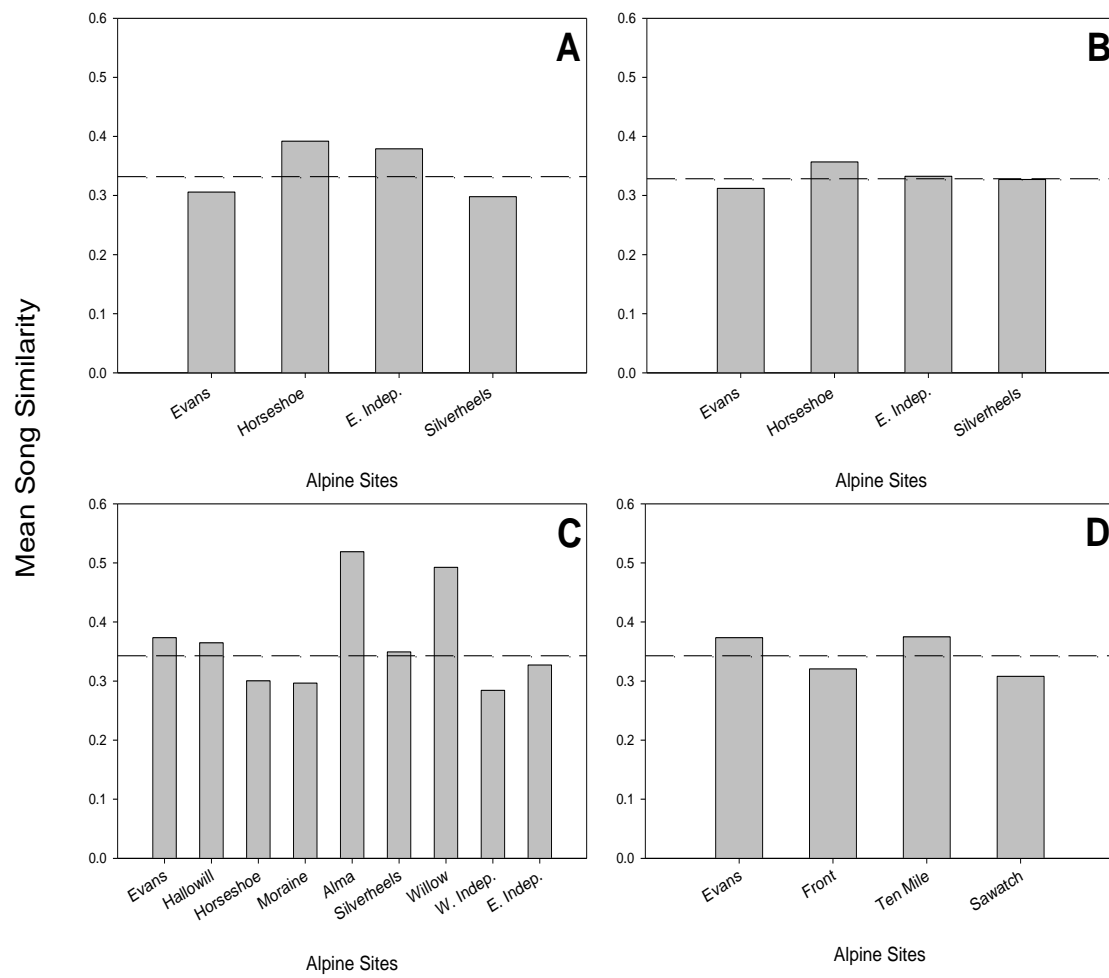 Mean Song Similarity
A
0.6
0.5
0.4
0.3
0.2
0.1
0.0
Evans
Horseshoe
E. Indep.
Silverheels
Alpine Sites
B
0.6
0.5
0.4
0.3
0.2
0.1
0.0
Evans
Horseshoe
E. Indep.
Silverheels
Alpine Sites
C
0.6
0.5
0.4
0.3
0.2
0.1
0.0
Evans
Hallowill
Horseshoe
Moraine
Alma
Silverheels
Willow
W. Indep.
E. Indep.
Alpine Sites
D
0.6
0.5
0.4
0.3
0.2
0.1
0.0
Evans
Front
Ten Mile
Sawatch
Alpine Sites